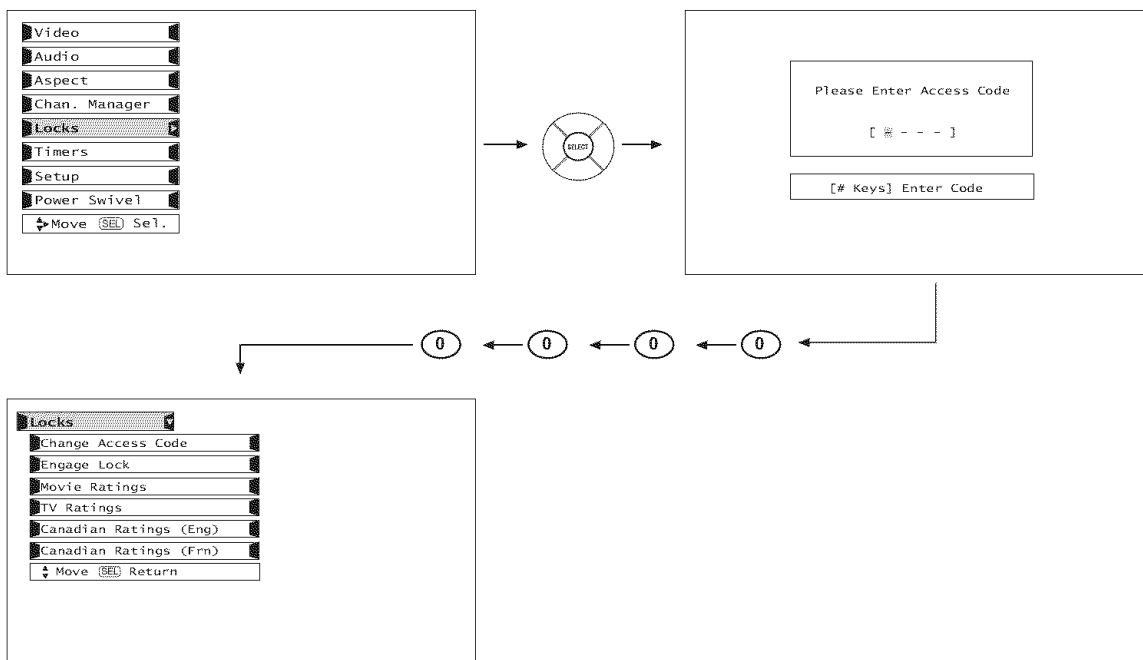 Video
Audio
Aspect
Chan. Manager
Locks
Timers
Setup
Power Swivel
Move SEL Sel.
SELECT
Please Enter Access Code
[ - - - ]
[# Keys] Enter Code
0 0 0 0
Locks
Change Access Code
Engage Lock
Movie Ratings
TV Ratings
Canadian Ratings (Eng)
Canadian Ratings (Frn)
Move SEL Return